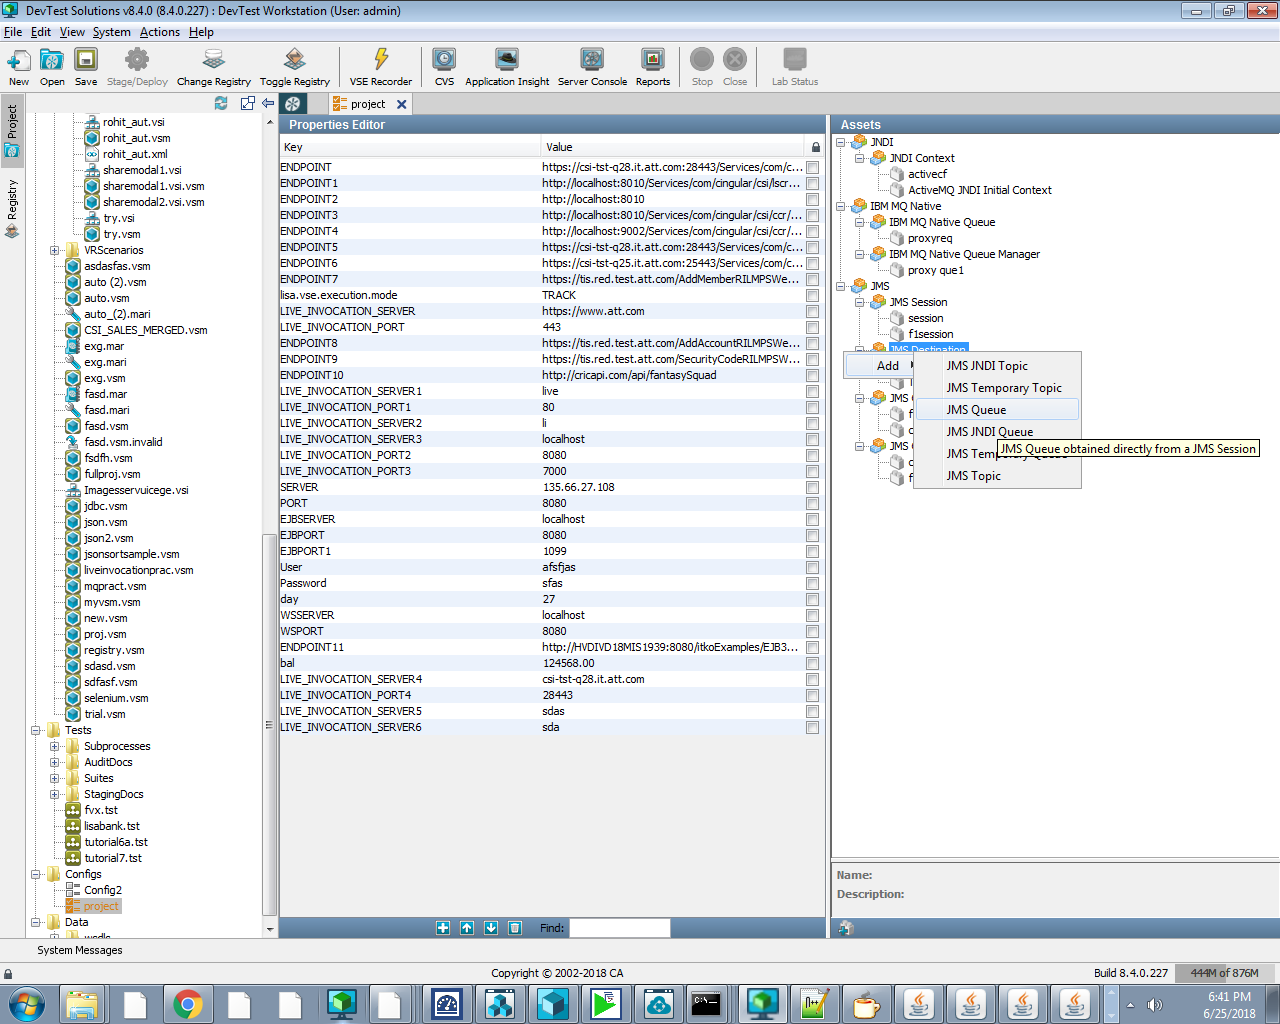 DevTest Solutions v8.4.0 (8.4.0.227) : DevTest Workstation (User: admin)
File Edit View System Actions Help
New Open Save Stage/Deploy Change Registry Toggle Registry VSE Recorder CVS Application Insight Server Console Reports Stop Close Lab Status
Project
Registry
rohit_aut.vsi
rohit_aut.vsm
rohit_aut.xml
sharemodal1.vsi
sharemodal1.vsi.vsm
sharemodal2.vsi.vsm
try.vsi
try.vsm
VRScenarios
asdasfas.vsm
auto (2).vsm
auto.vsm
auto_(2).mari
CSI_SALES_MERGED.vsm
exg.mar
exg.mari
exg.vsm
fasd.mar
fasd.mari
fasd.vsm
fasd.vsm.invalid
fsdfh.vsm
fullproj.vsm
Imagesservuicege.vsi
jdbc.vsm
json.vsm
json2.vsm
jsonsortsample.vsm
liveinvocationprac.vsm
mqpract.vsm
myvsm.vsm
new.vsm
proj.vsm
registry.vsm
sdasd.vsm
sdfasf.vsm
selenium.vsm
trial.vsm
Tests
Subprocesses
AuditDocs
Suites
StagingDocs
fvx.tst
lisabank.tst
tutorial6a.tst
tutorial7.tst
Configs
Config2
project
Data
project
Properties Editor
Key Value
ENDPOINT https://csi-tst-q28.it.att.com:28443/Services/com/c...
ENDPOINT1 http://localhost:8010/Services/com/cingular/csi/lscr...
ENDPOINT2 http://localhost:8010
ENDPOINT3 http://localhost:8010/Services/com/cingular/csi/ccr/...
ENDPOINT4 http://localhost:9002/Services/com/cingular/csi/ccr/...
ENDPOINT5 https://csi-tst-q28.it.att.com:28443/Services/com/c...
ENDPOINT6 https://csi-tst-q25.it.att.com:25443/Services/com/c...
ENDPOINT7 https://tis.red.test.att.com/AddMemberRILMPSWe...
lisa.vse.execution.mode TRACK
LIVE_INVOCATION_SERVER https://www.att.com
LIVE_INVOCATION_PORT 443
ENDPOINT8 https://tis.red.test.att.com/AddAccountRILMPSWe...
ENDPOINT9 https://tis.red.test.att.com/SecurityCodeRILMPSW...
ENDPOINT10 http://cricapi.com/api/fantasySquad
LIVE_INVOCATION_SERVER1 live
LIVE_INVOCATION_PORT1 80
LIVE_INVOCATION_SERVER2 li
LIVE_INVOCATION_SERVER3 localhost
LIVE_INVOCATION_PORT2 8080
LIVE_INVOCATION_PORT3 7000
SERVER 135.66.27.108
PORT 8080
EJBSERVER localhost
EJBPORT 8080
EJBPORT1 1099
User afsfjas
Password sfas
day 27
WSSERVER localhost
WSPORT 8080
ENDPOINT11 http://HVDIVD18MIS1939:8080/itkoExamples/EJB3...
bal 124568.00
LIVE_INVOCATION_SERVER4 csi-tst-q28.it.att.com
LIVE_INVOCATION_PORT4 28443
LIVE_INVOCATION_SERVER5 sdas
LIVE_INVOCATION_SERVER6 sda
Find:
Assets
JNDI
JNDI Context
activecf
ActiveMQ JNDI Initial Context
IBM MQ Native
IBM MQ Native Queue
proxyreq
IBM MQ Native Queue Manager
proxy que1
JMS
JMS Session
session
f1session
JMS Destination
Add
JMS JNDI Topic
JMS Temporary Topic
JMS Queue
JMS JNDI Queue
JMS Queue obtained directly from a JMS Session
JMS Topic
JMS
JMS
Name:
Description:
System Messages
Copyright © 2002-2018 CA
Build 8.4.0.227 444M of 876M
6:41 PM
6/25/2018